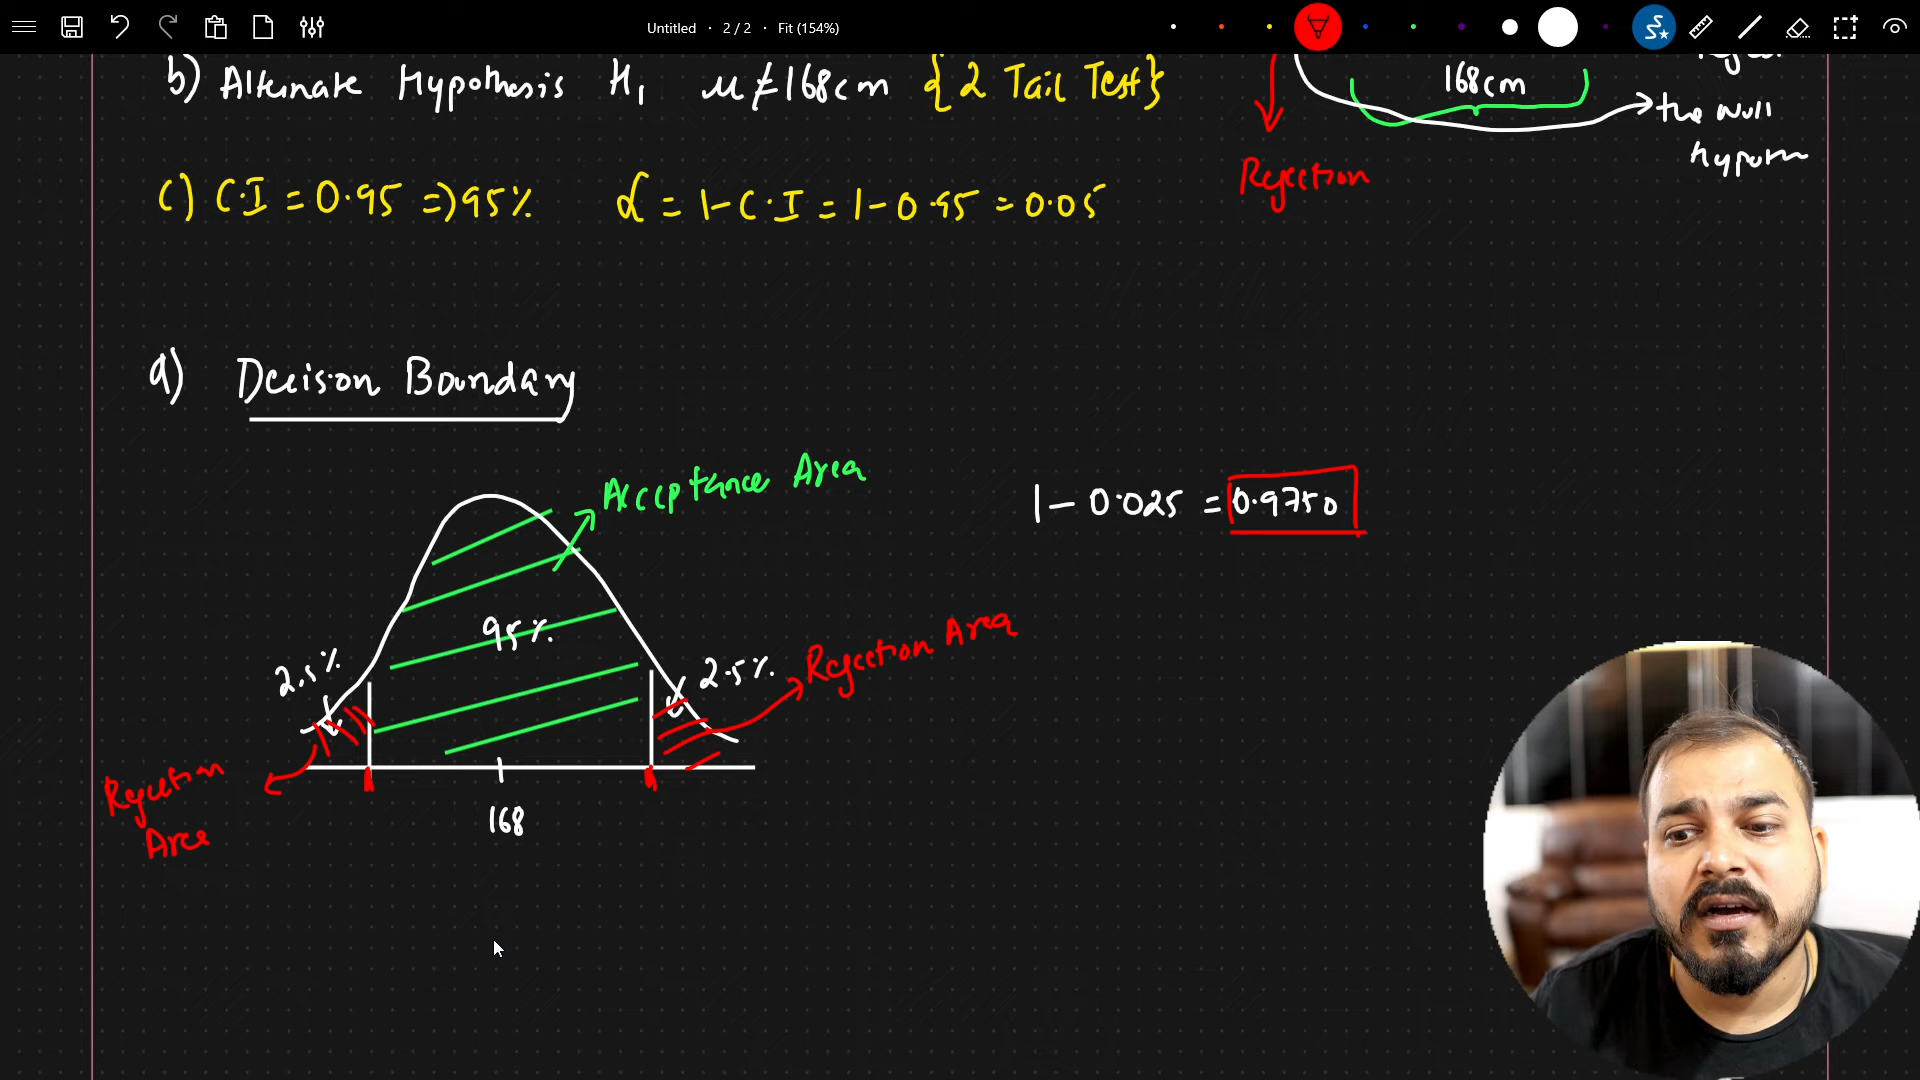 Untitled · 2 / 2 · Fit (154%)
b) Alternate Hypothesis H1 μ≠168cm {2 Tail Test}
168cm
the Null
Rejection
c) C.I = 0.95 => 95% α = 1-C.I = 1-0.95 = 0.05
d) Decision Boundary
Acceptance Area
1 - 0.025 = 0.9750
95%
2.5% 2.5% Rejection Area
Rejection
Area
168